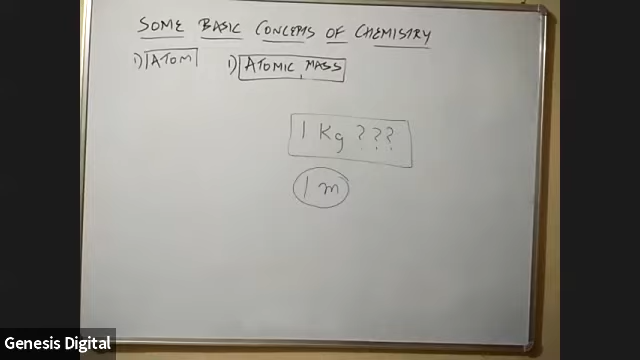 SOME BASIC CONCEPTS OF CHEMISTRY
1) ATOM 1) ATOMIC MASS
1 Kg ???
1 m
Genesis Digital